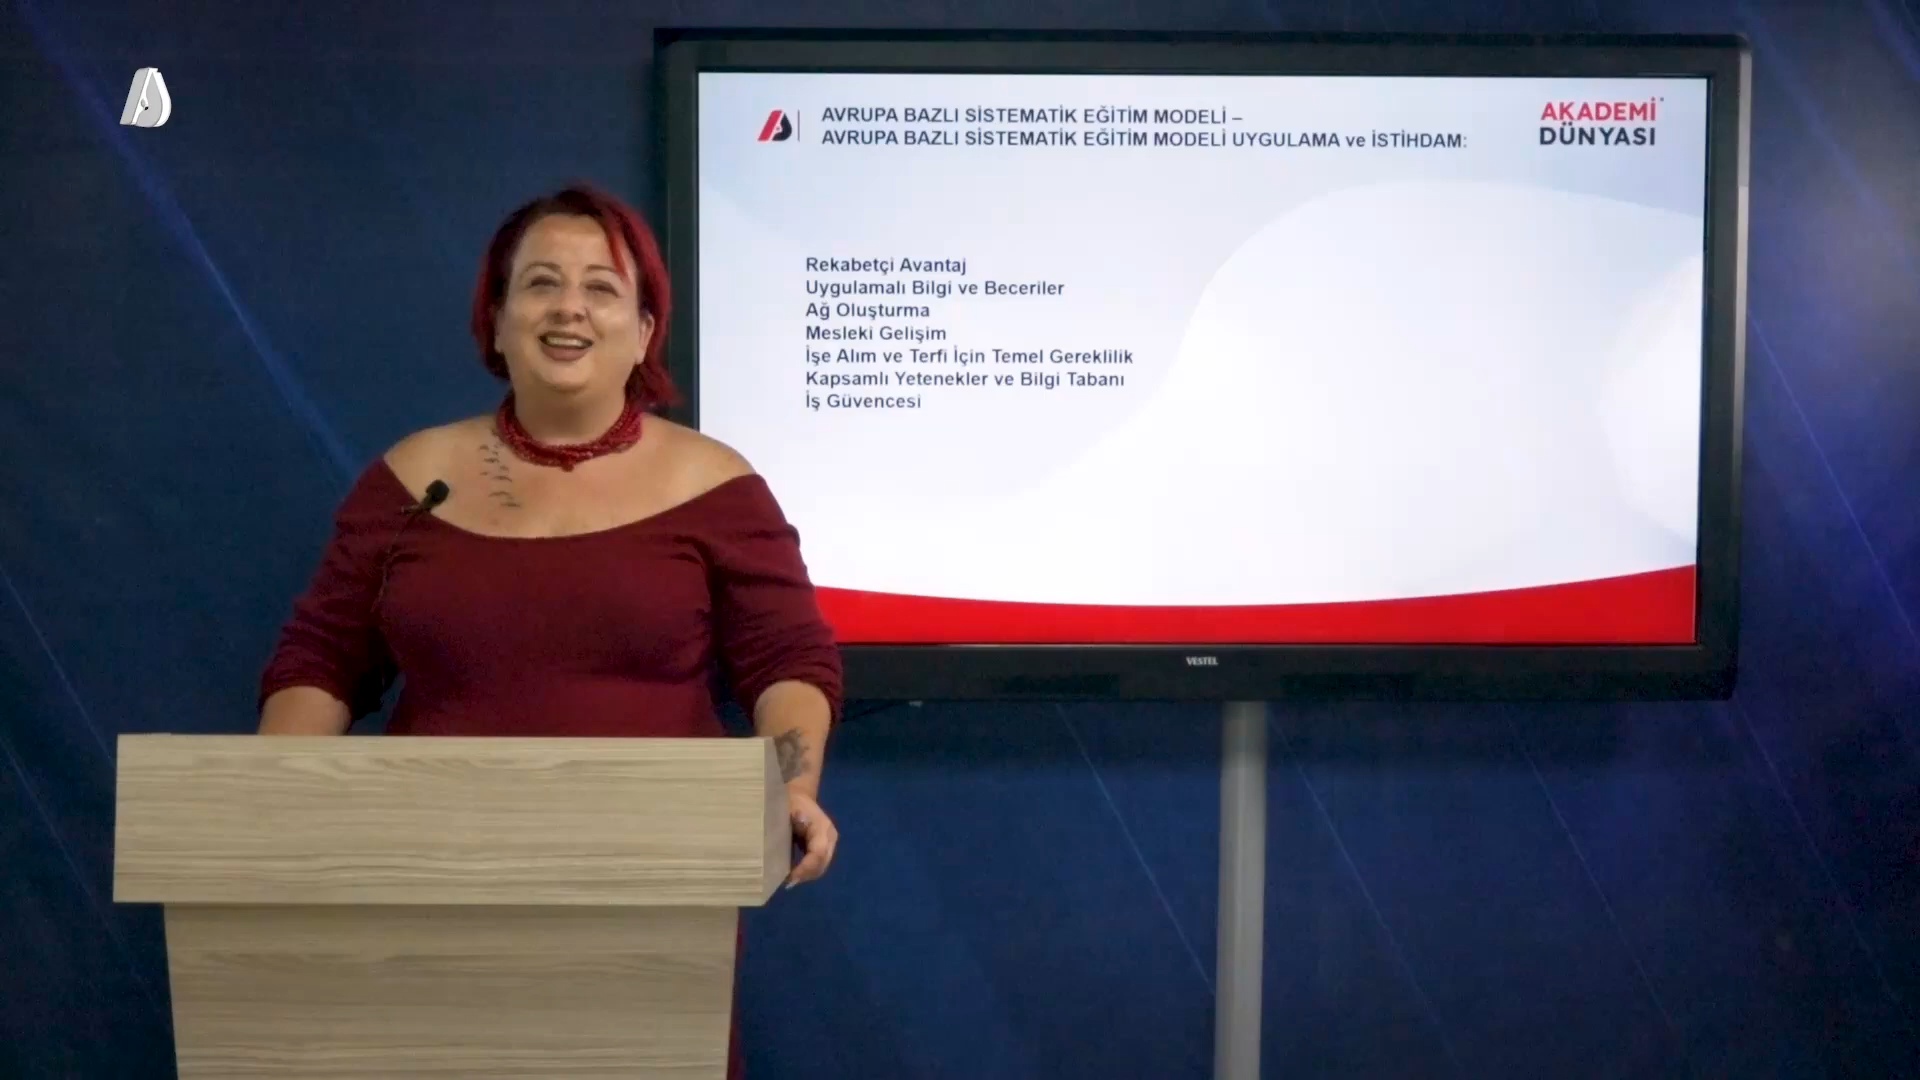 AVRUPA BAZLI SİSTEMATİK EĞİTİM MODELİ –
AVRUPA BAZLI SİSTEMATİK EĞİTİM MODELİ UYGULAMA ve İSTİHDAM:
AKADEMİ
DÜNYASI
Rekabetçi Avantaj
Uygulamalı Bilgi ve Beceriler
Ağ Oluşturma
Mesleki Gelişim
İşe Alım ve Terfi İçin Temel Gereklilik
Kapsamlı Yetenekler ve Bilgi Tabanı
İş Güvencesi
VESTEL